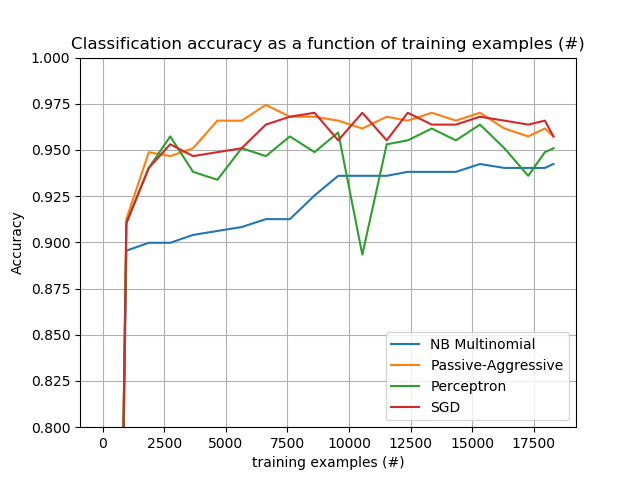 Classification accuracy as a function of training examples (#)
1.000
0.975
0.950
0.925
0.900
0.875
0.850
0.825
0.800
Accuracy
NB Multinomial
Passive-Aggressive
Perceptron
SGD
0 2500 5000 7500 10000 12500 15000 17500
training examples (#)